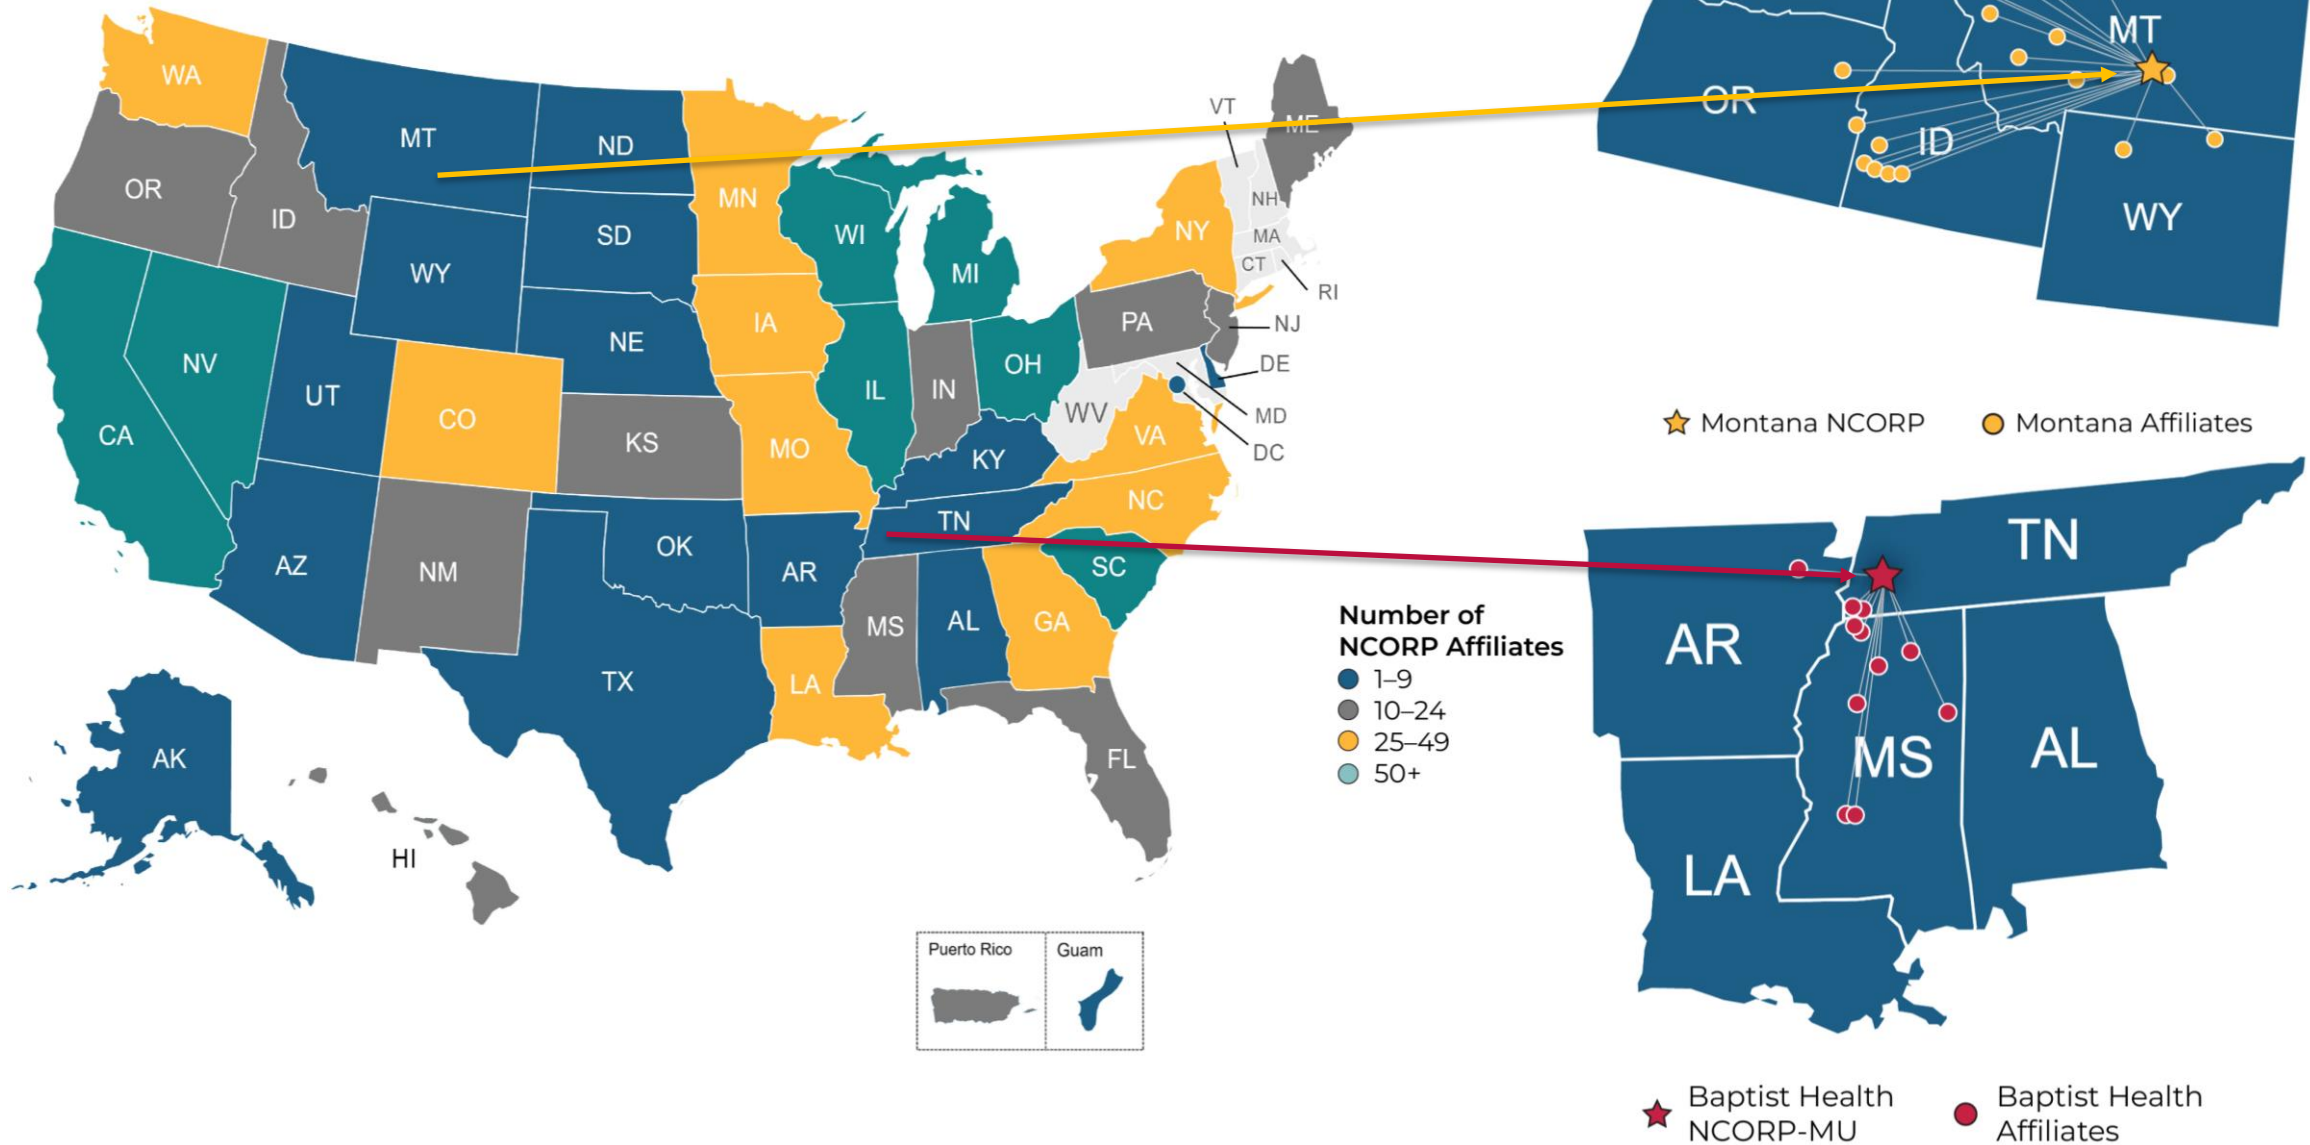 WA
MT
ND
MN
OR
ID
WY
SD
WI
MI
VT
ME
NH
NY
MA
CT
RI
PA
NJ
DE
MD
DC
NE
IA
IL
IN
OH
WV
VA
CA
NV
UT
CO
KS
MO
KY
NC
TN
AZ
NM
OK
AR
SC
MS
AL
GA
TX
LA
FL
AK
HI
Puerto Rico
Guam
Number of
NCORP Affiliates
1–9
10–24
25–49
50+
MT
OR
ID
WY
Montana NCORP
Montana Affiliates
TN
AR
MS
AL
LA
Baptist Health
NCORP-MU
Baptist Health
Affiliates